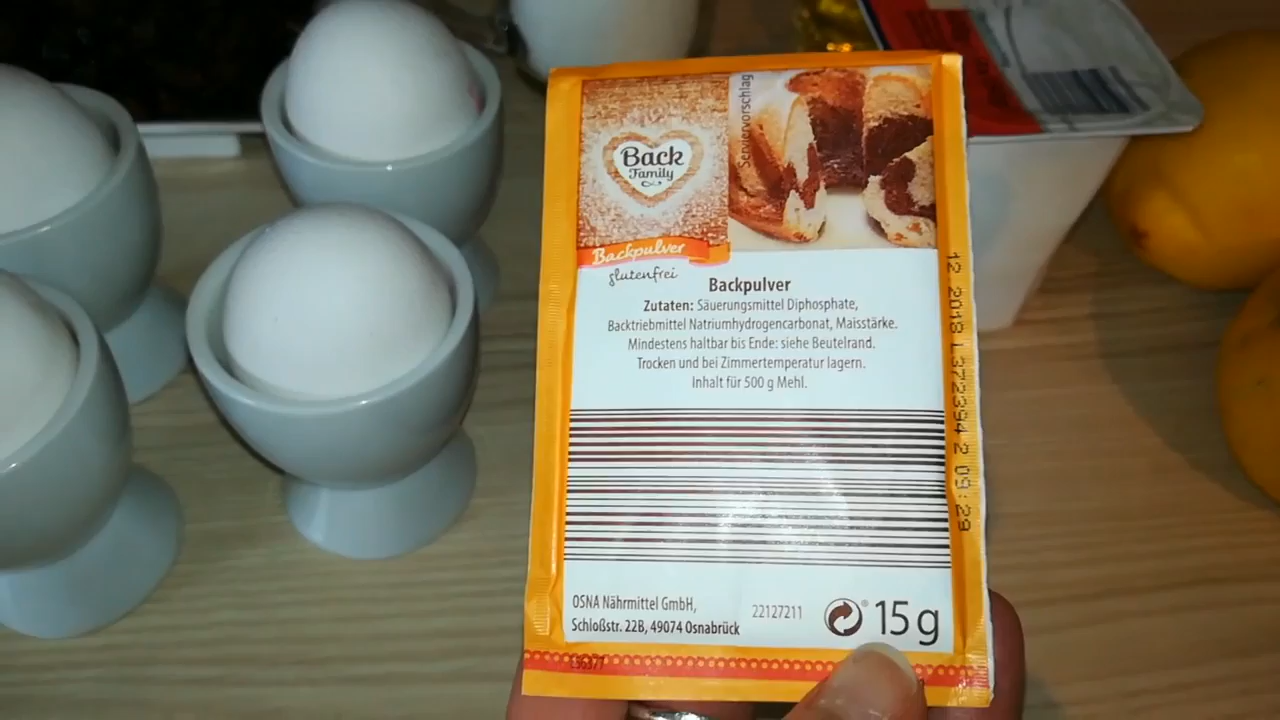 Back
Family
Serviervorschlag
Backpulver
glutenfrei
Backpulver
Zutaten: Säuerungsmittel Diphosphate,
Backtriebmittel Natriumhydrogencarbonat, Maisstärke.
Mindestens haltbar bis Ende: siehe Beutelrand.
Trocken und bei Zimmertemperatur lagern.
Inhalt für 500 g Mehl.
12 2018 L372394 2 09:29
OSNA Nährmittel GmbH,
Schloßstr. 22B, 49074 Osnabrück
22127211
15 g